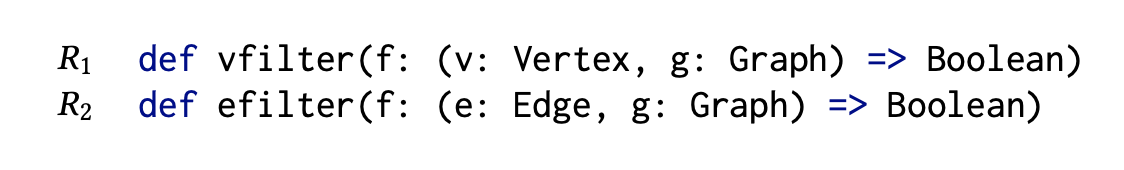 R₁ def vfilter(f: (v: Vertex, g: Graph) => Boolean)
R₂ def efilter(f: (e: Edge, g: Graph) => Boolean)